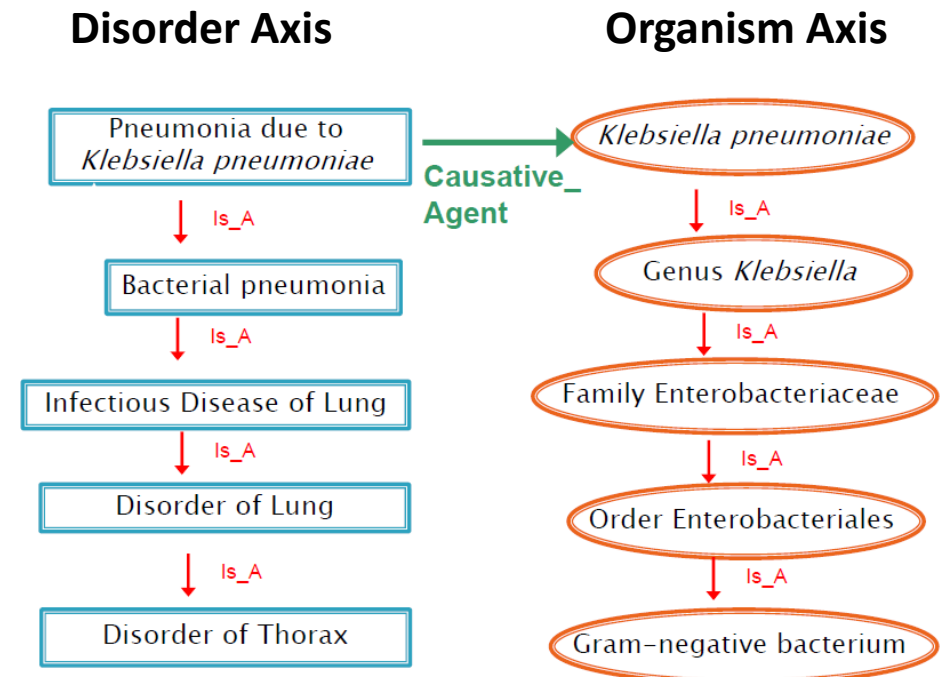 Disorder Axis
Organism Axis
Pneumonia due to
Klebsiella pneumoniae
Causative_
Agent
Klebsiella pneumoniae
Is_A
Is_A
Bacterial pneumonia
Genus Klebsiella
Is_A
Is_A
Infectious Disease of Lung
Family Enterobacteriaceae
Is_A
Is_A
Disorder of Lung
Order Enterobacteriales
Is_A
Is_A
Disorder of Thorax
Gram-negative bacterium